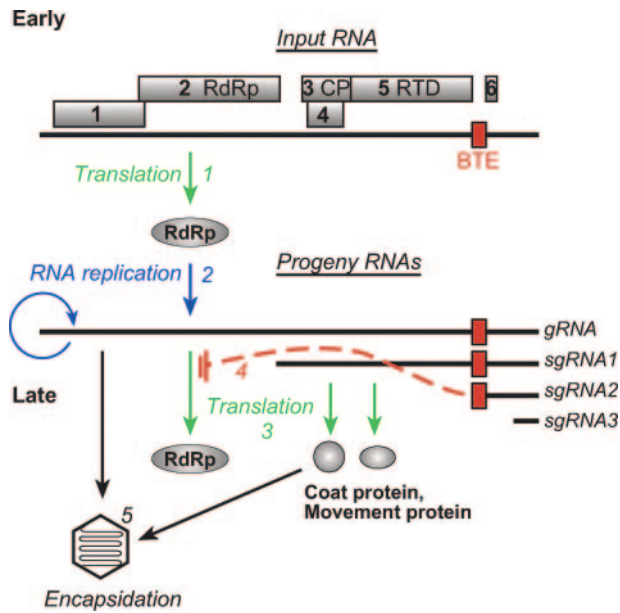 Early
Input RNA
2 RdRp
3 CP
5 RTD
6
1
4
BTE
Translation 1
RdRp
RNA replication 2
Progeny RNAs
gRNA
sgRNA1
4
sgRNA2
Late
Translation
3
sgRNA3
RdRp
Coat protein,
Movement protein
5
Encapsidation